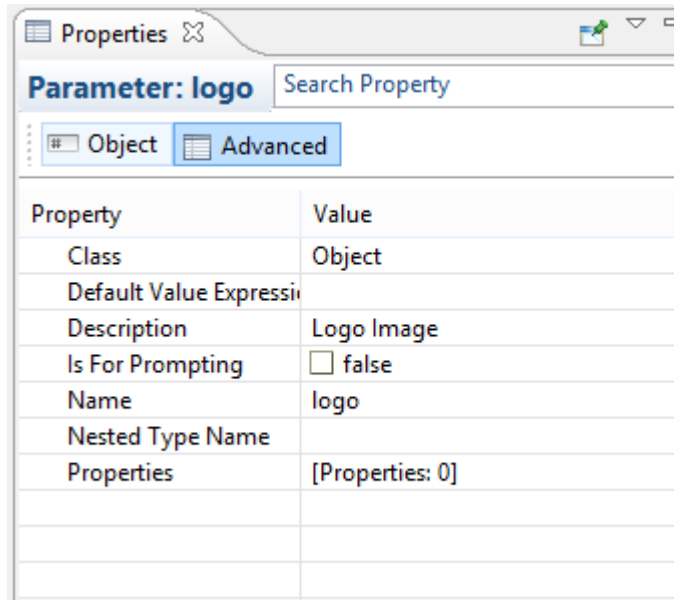 Properties
Parameter: logo Search Property
Object Advanced
Property Value
Class Object
Default Value Expressi
Description Logo Image
Is For Prompting false
Name logo
Nested Type Name
Properties [Properties: 0]